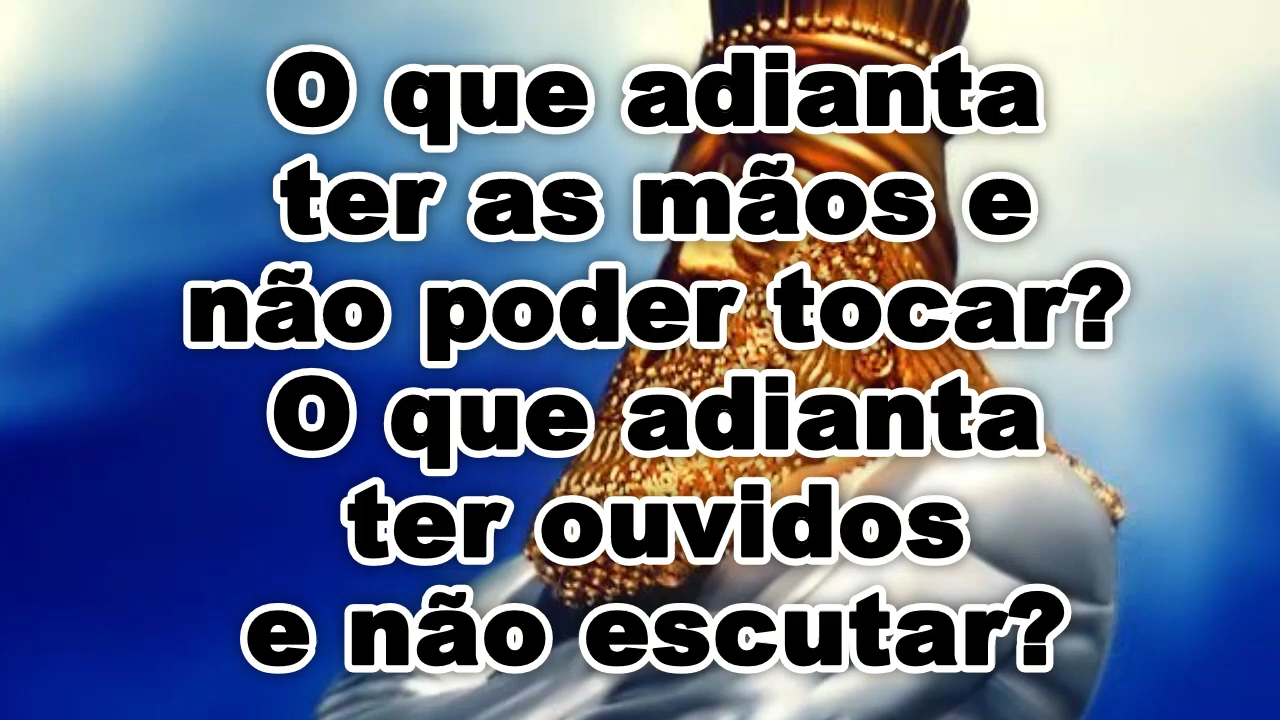 O que adianta
ter as mãos e
não poder tocar?
O que adianta
ter ouvidos
e não escutar?